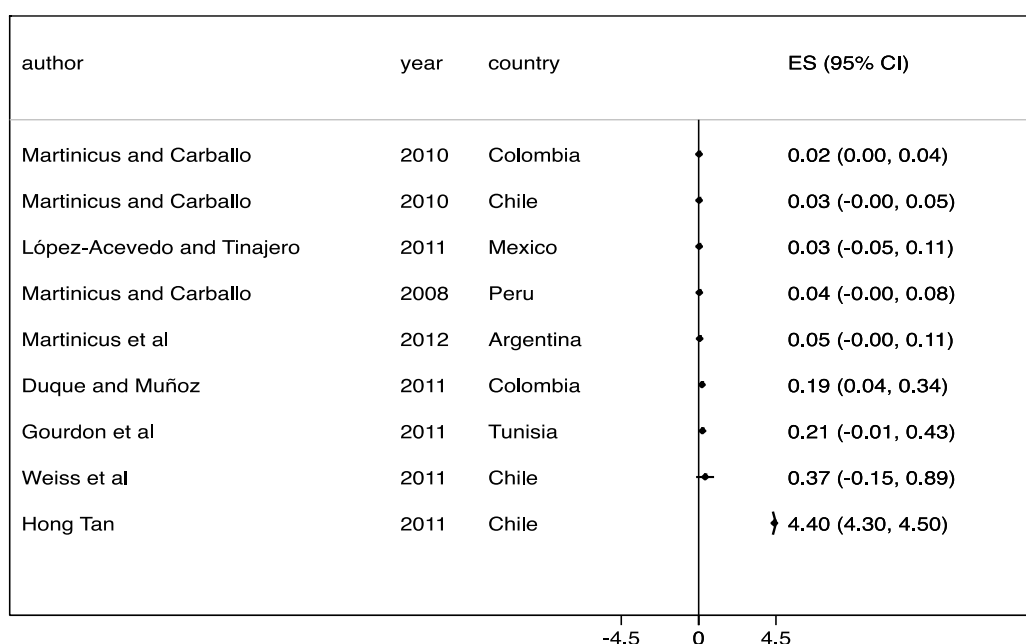 author year country ES (95% CI)
Martinicus and Carballo 2010 Colombia 0.02 (0.00, 0.04)
Martinicus and Carballo 2010 Chile 0.03 (-0.00, 0.05)
López-Acevedo and Tinajero 2011 Mexico 0.03 (-0.05, 0.11)
Martinicus and Carballo 2008 Peru 0.04 (-0.00, 0.08)
Martinicus et al 2012 Argentina 0.05 (-0.00, 0.11)
Duque and Muñoz 2011 Colombia 0.19 (0.04, 0.34)
Gourdon et al 2011 Tunisia 0.21 (-0.01, 0.43)
Weiss et al 2011 Chile 0.37 (-0.15, 0.89)
Hong Tan 2011 Chile 4.40 (4.30, 4.50)
-4.5 0 4.5